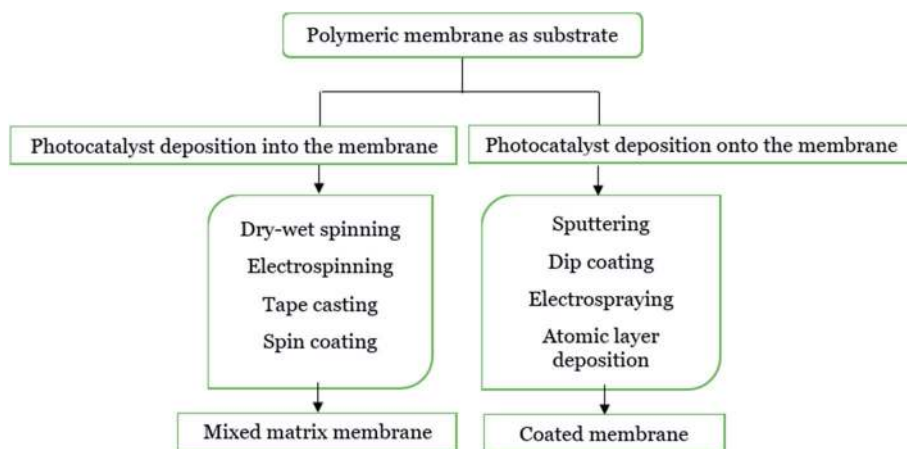 Polymeric membrane as substrate
Photocatalyst deposition into the membrane
Photocatalyst deposition onto the membrane
Dry-wet spinning
Electrospinning
Tape casting
Spin coating
Sputtering
Dip coating
Electrospraying
Atomic layer
deposition
Mixed matrix membrane
Coated membrane